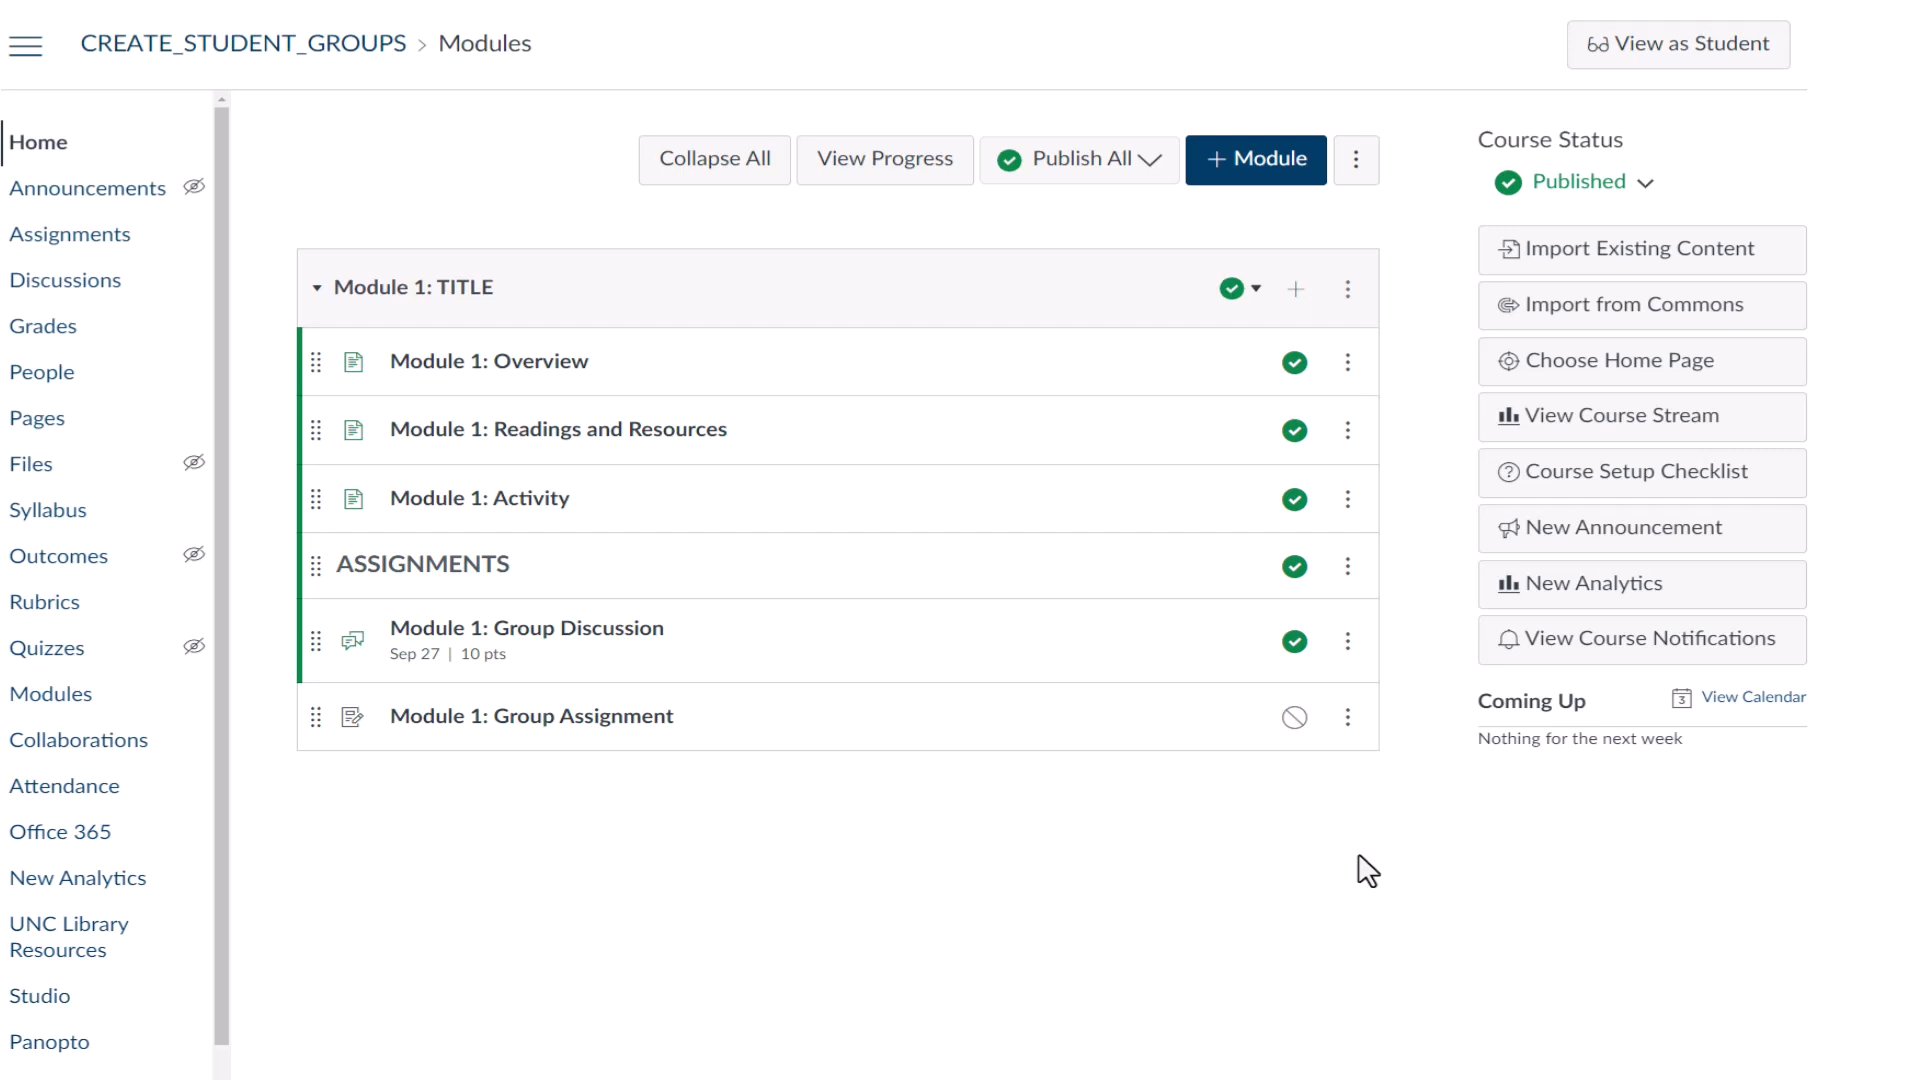 CREATE_STUDENT_GROUPS > Modules
View as Student
Home
Announcements
Assignments
Discussions
Grades
People
Pages
Files
Syllabus
Outcomes
Rubrics
Quizzes
Modules
Collaborations
Attendance
Office 365
New Analytics
UNC Library
Resources
Studio
Panopto
Collapse All
View Progress
Publish All
+ Module
Module 1: TITLE
Module 1: Overview
Module 1: Readings and Resources
Module 1: Activity
ASSIGNMENTS
Module 1: Group Discussion
Sep 27 | 10 pts
Module 1: Group Assignment
Course Status
Published
Import Existing Content
Import from Commons
Choose Home Page
View Course Stream
Course Setup Checklist
New Announcement
New Analytics
View Course Notifications
Coming Up
3 View Calendar
Nothing for the next week